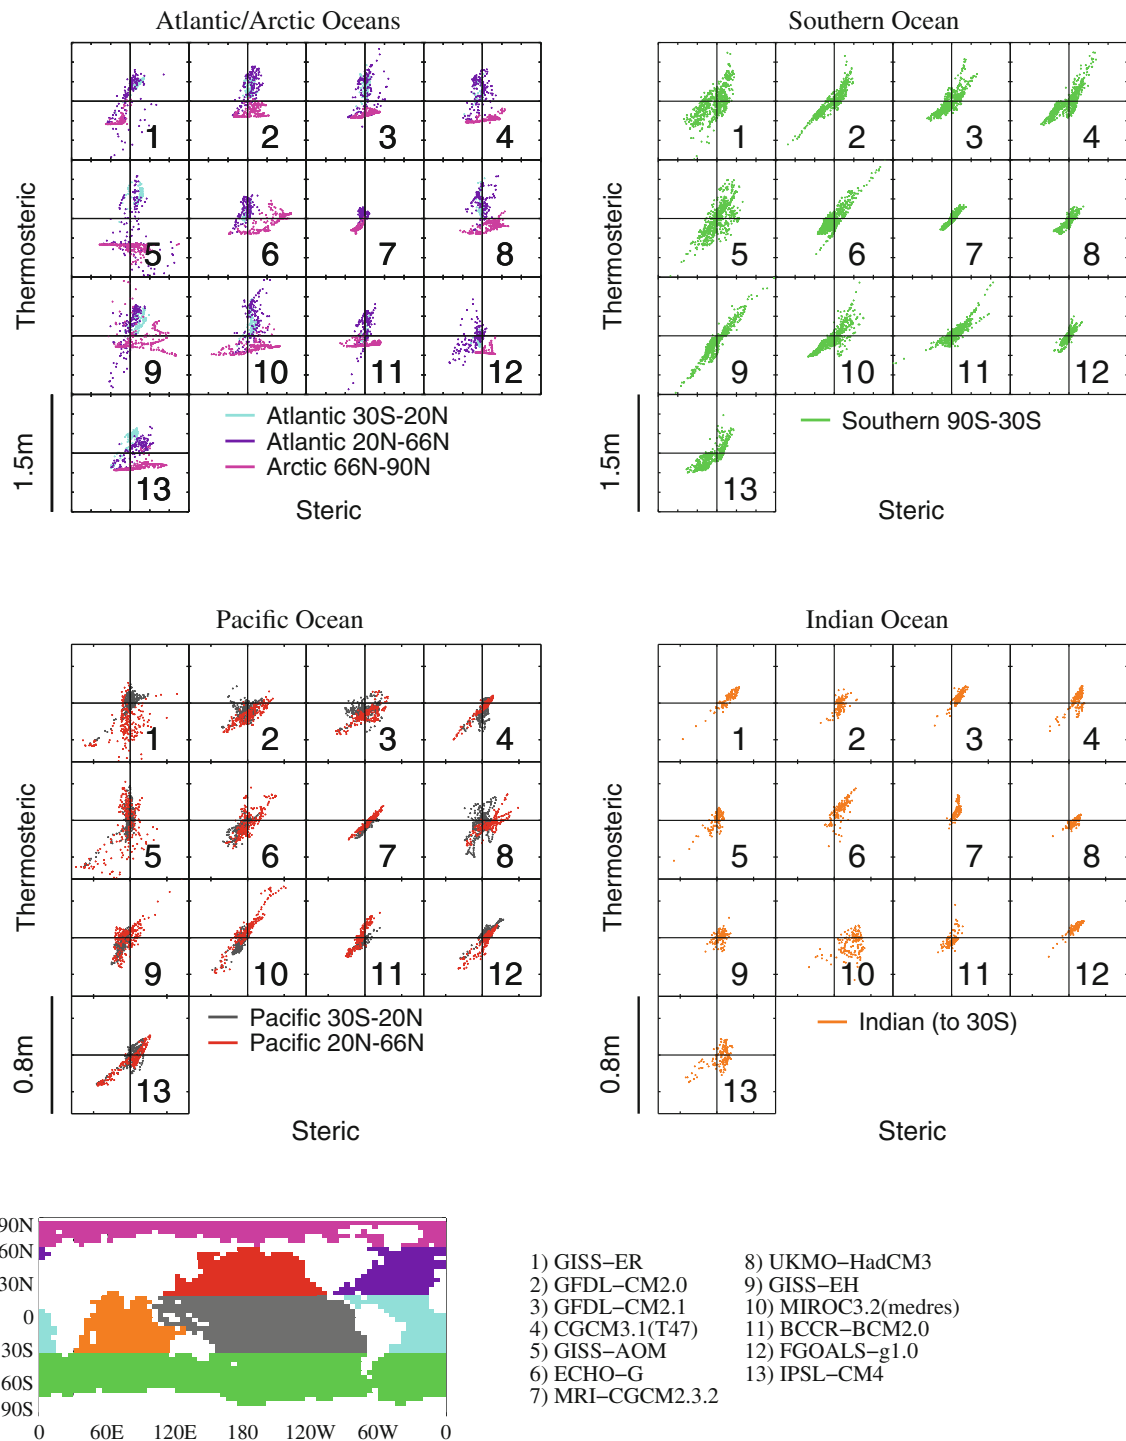 Atlantic/Arctic Oceans
Thermosteric
1 2 3 4
5 6 7 8
9 10 11 12
13
1.5m
Atlantic 30S-20N
Atlantic 20N-66N
Arctic 66N-90N
Steric
Southern Ocean
Thermosteric
1 2 3 4
5 6 7 8
9 10 11 12
13
1.5m
Southern 90S-30S
Steric
Pacific Ocean
Thermosteric
1 2 3 4
5 6 7 8
9 10 11 12
13
0.8m
Pacific 30S-20N
Pacific 20N-66N
Steric
Indian Ocean
Thermosteric
1 2 3 4
5 6 7 8
9 10 11 12
13
0.8m
Indian (to 30S)
Steric
90N
60N
30N
0
30S
60S
90S
0 60E 120E 180 120W 60W 0
1) GISS−ER
2) GFDL−CM2.0
3) GFDL−CM2.1
4) CGCM3.1(T47)
5) GISS−AOM
6) ECHO−G
7) MRI−CGCM2.3.2
8) UKMO−HadCM3
9) GISS−EH
10) MIROC3.2(medres)
11) BCCR−BCM2.0
12) FGOALS−g1.0
13) IPSL−CM4